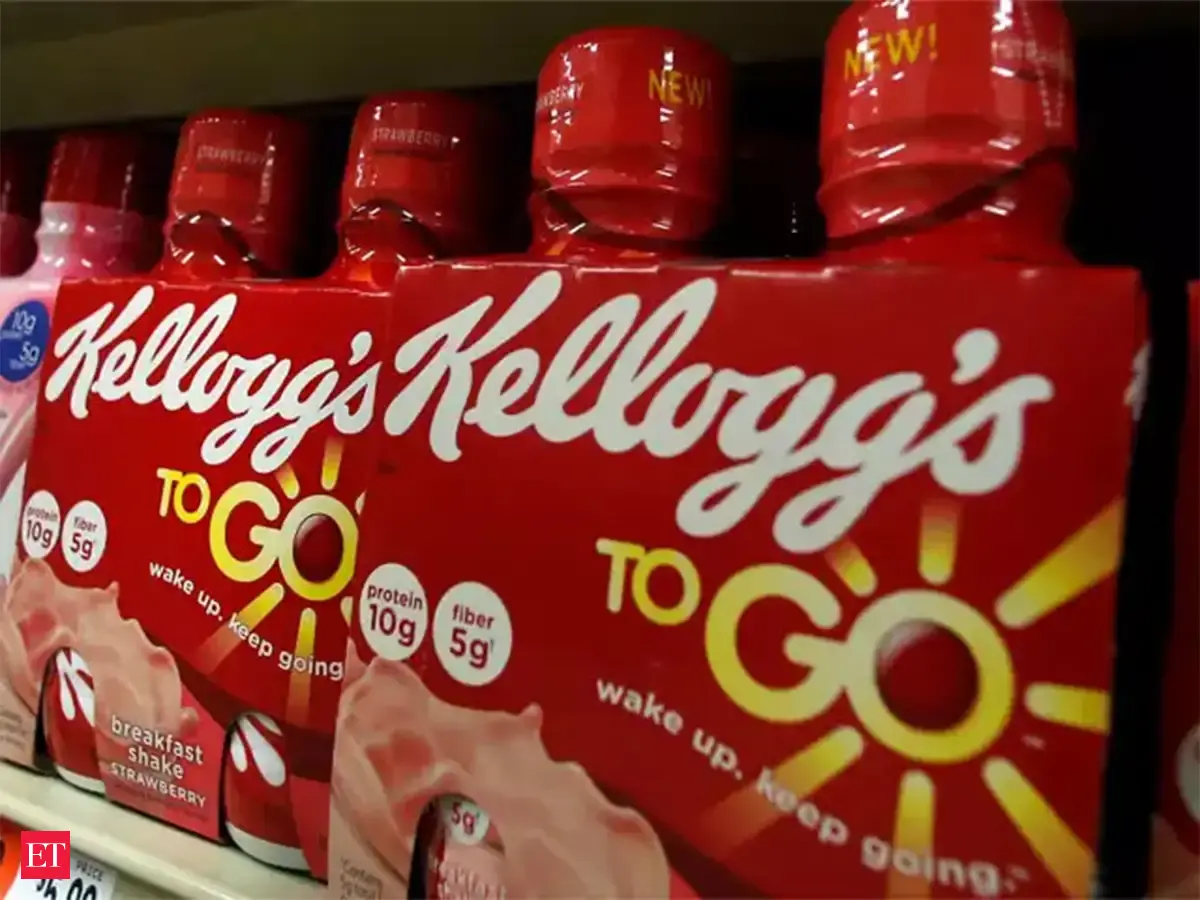 NEW!
NEW!
STRAWBERRY
STRAWBERRY
10g
5g
Kellogg's
TO GO
protein
10g
fiber
5g
wake up. keep going
breakfast
shake
STRAWBERRY
Kellogg's
TO GO
protein
10g
fiber
5g
wake up. keep going.
5g
ET
PRICE